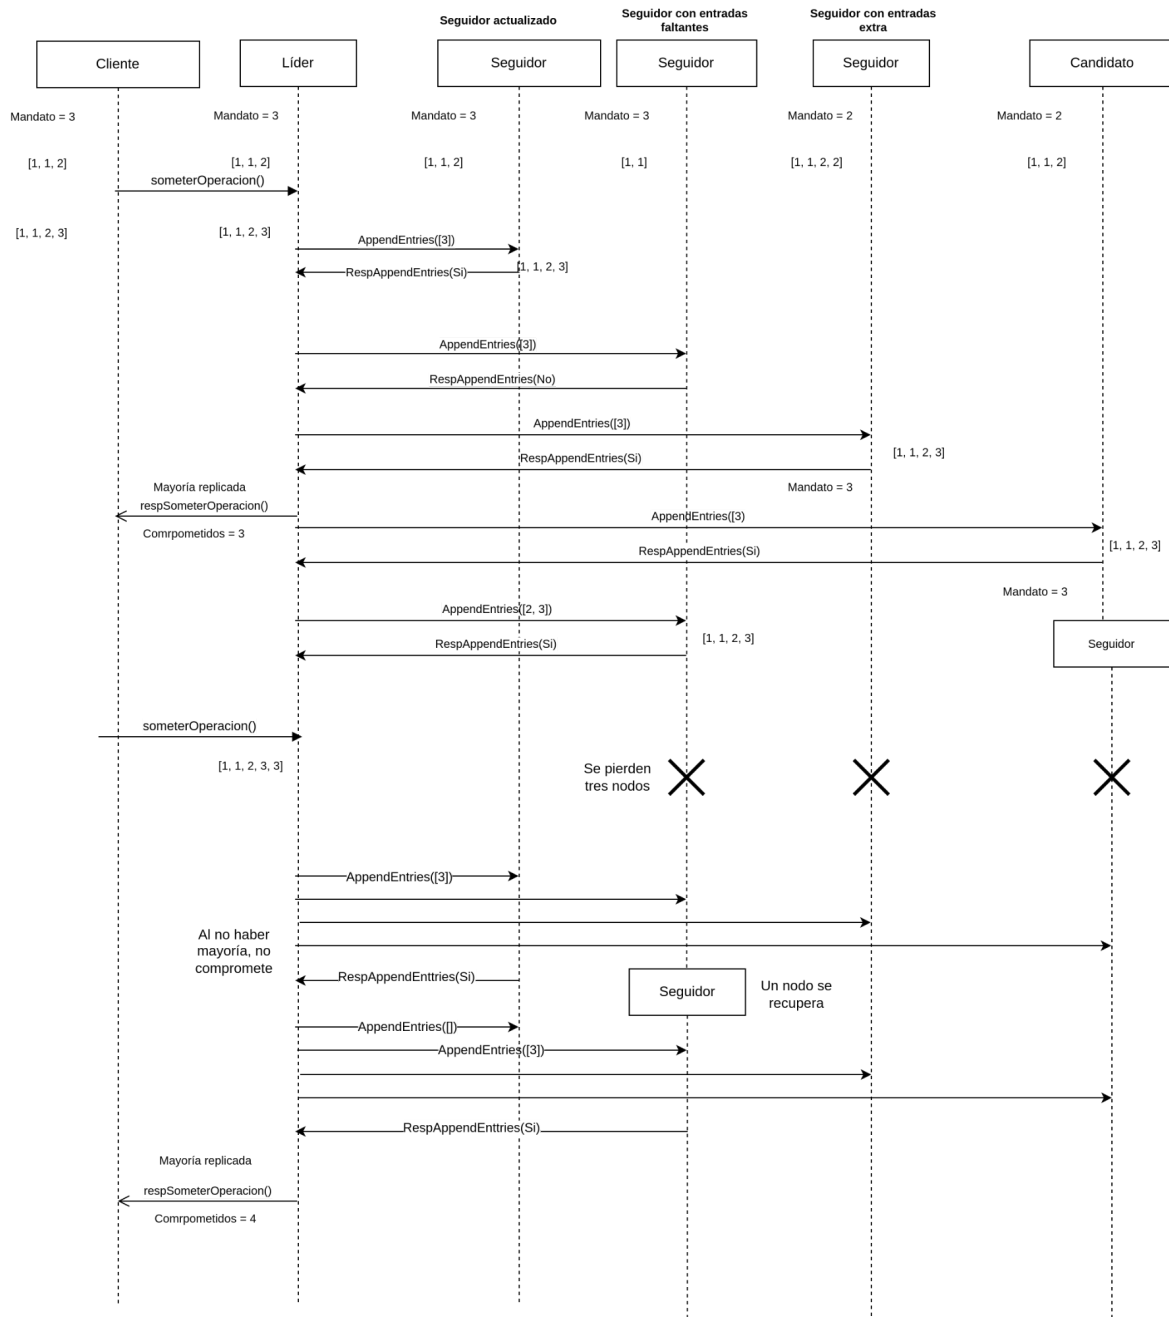 Seguidor actualizado
Seguidor con entradas
faltantes
Seguidor con entradas
extra
Cliente
Líder
Seguidor
Seguidor
Seguidor
Candidato
Mandato = 3
Mandato = 3
Mandato = 3
Mandato = 3
Mandato = 2
Mandato = 2
[1, 1, 2]
[1, 1, 2]
[1, 1, 2]
[1, 1]
[1, 1, 2, 2]
[1, 1, 2]
someterOperacion()
[1, 1, 2, 3]
[1, 1, 2, 3]
AppendEntries([3])
RespAppendEntries(Si)
[1, 1, 2, 3]
AppendEntries([3])
RespAppendEntries(No)
AppendEntries([3])
[1, 1, 2, 3]
RespAppendEntries(Si)
Mandato = 3
Mayoría replicada
respSometerOperacion()
Comrpometidos = 3
AppendEntries([3)
[1, 1, 2, 3]
RespAppendEntries(Si)
Mandato = 3
AppendEntries([2, 3])
[1, 1, 2, 3]
RespAppendEntries(Si)
Seguidor
someterOperacion()
[1, 1, 2, 3, 3]
Se pierden
tres nodos
AppendEntries([3])
Al no haber
mayoría, no
compromete
RespAppendEnttries(Si)
Seguidor
Un nodo se
recupera
AppendEntries([])
AppendEntries([3])
RespAppendEnttries(Si)
Mayoría replicada
respSometerOperacion()
Comrpometidos = 4